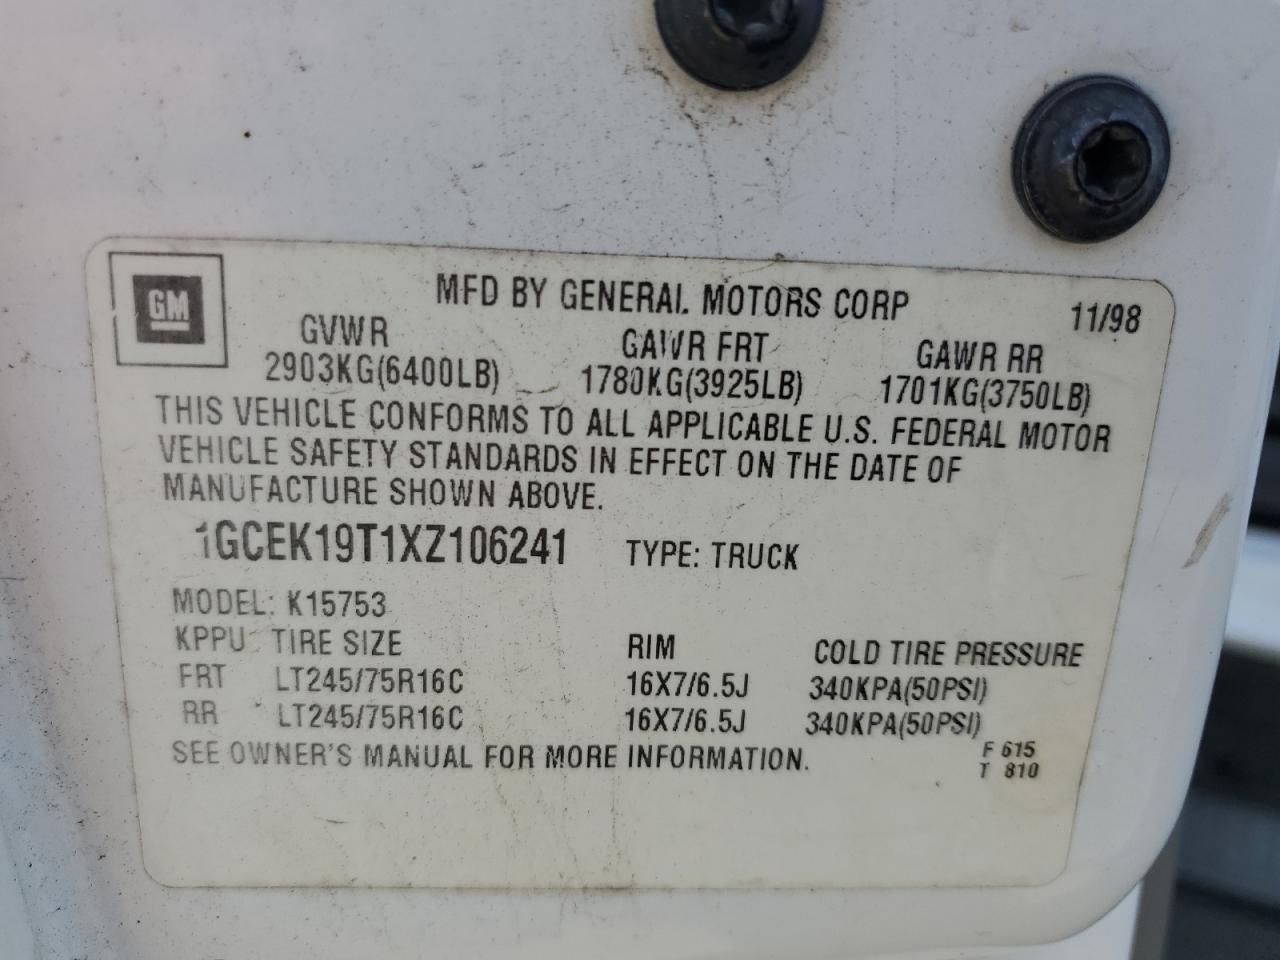 GM
MFD BY GENERAL MOTORS CORP 11/98
GVWR GAWR FRT GAWR RR
2903KG(6400LB) 1780KG(3925LB) 1701KG(3750LB)
THIS VEHICLE CONFORMS TO ALL APPLICABLE U.S. FEDERAL MOTOR
VEHICLE SAFETY STANDARDS IN EFFECT ON THE DATE OF
MANUFACTURE SHOWN ABOVE.
1GCEK19T1XZ106241 TYPE: TRUCK
MODEL: K15753
KPPU TIRE SIZE RIM COLD TIRE PRESSURE
FRT LT245/75R16C 16X7/6.5J 340KPA(50PSI)
RR LT245/75R16C 16X7/6.5J 340KPA(50PSI)
SEE OWNER'S MANUAL FOR MORE INFORMATION. F 615
T 810